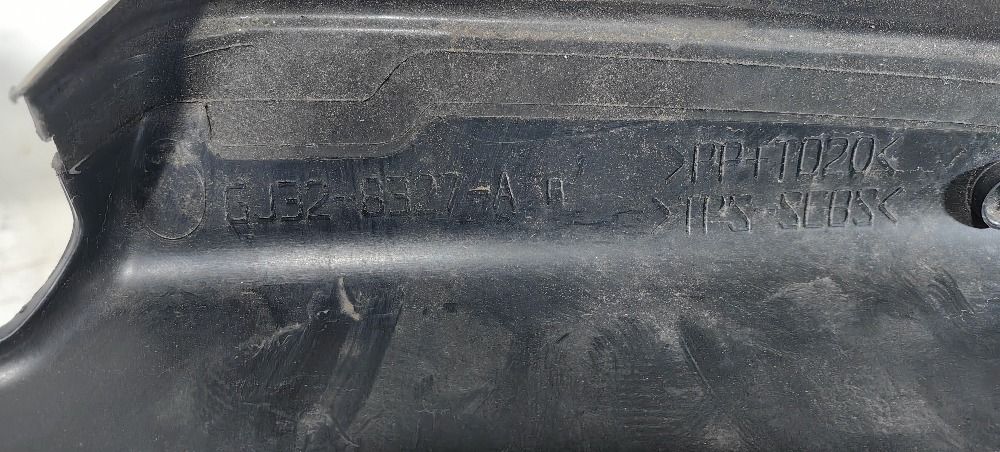 GJ52-8327-A
>PP+TD20<
>TPS-SEBS<